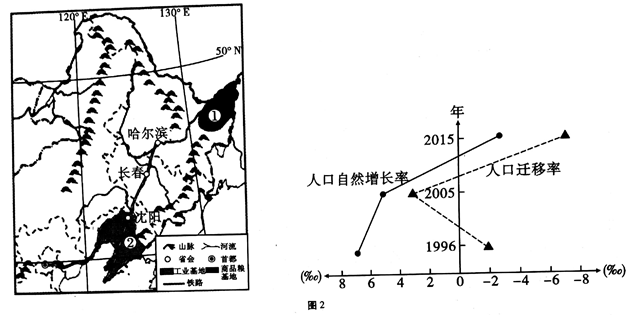 120°E
130°E
50°N
①
哈尔滨
长春
沈阳
②
山脉 河流
省会 首都
工业基地 商品粮基地
铁路
年
2015
人口自然增长率
人口迁移率
2005
1996
(‰) 8 6 4 2 0 -2 -4 -6 -8 (‰)
图2